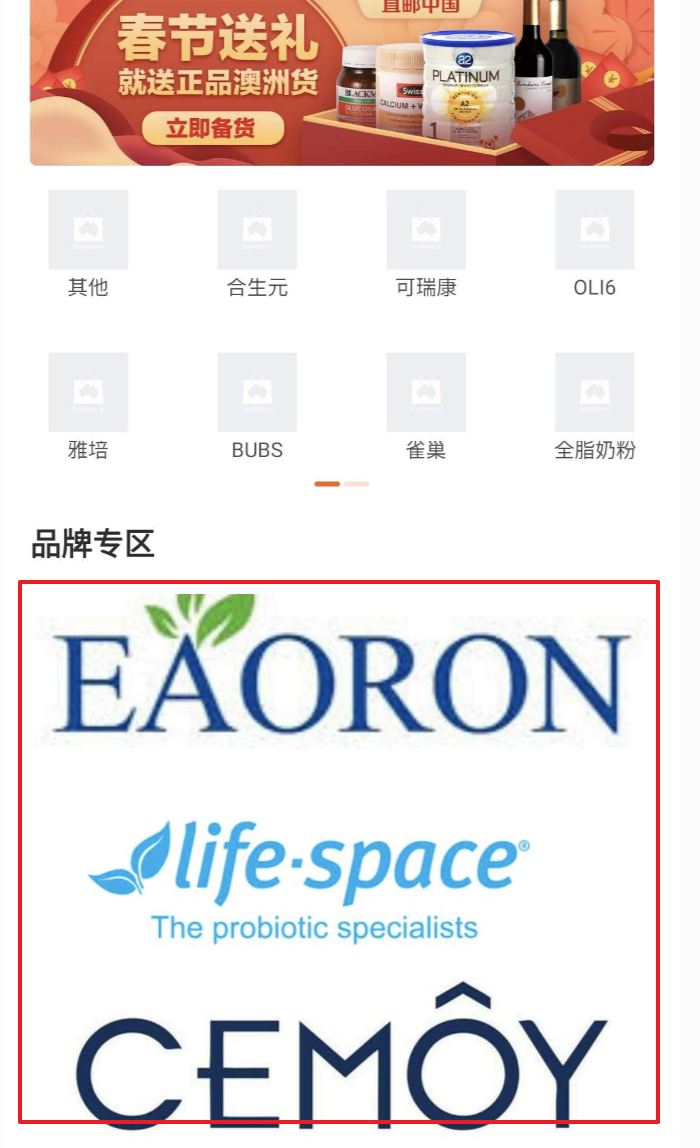 直邮中国
春节送礼
就送正品澳洲货
立即备货
a2
PLATINUM
BLACKM
Swiss
CALCIUM + V
A2
1
其他
合生元
可瑞康
OLI6
雅培
BUBS
雀巢
全脂奶粉
品牌专区
EAORON
life-space®
The probiotic specialists
CEMÔY